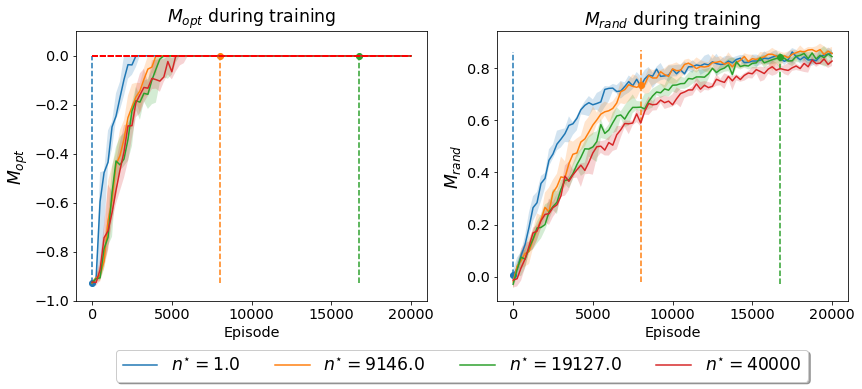 M_opt during training
0.0
−0.2
−0.4
−0.6
−0.8
−1.0
M_opt
0 5000 10000 15000 20000
Episode
M_rand during training
0.8
0.6
0.4
0.2
0.0
M_rand
0 5000 10000 15000 20000
Episode
n* = 1.0 n* = 9146.0 n* = 19127.0 n* = 40000